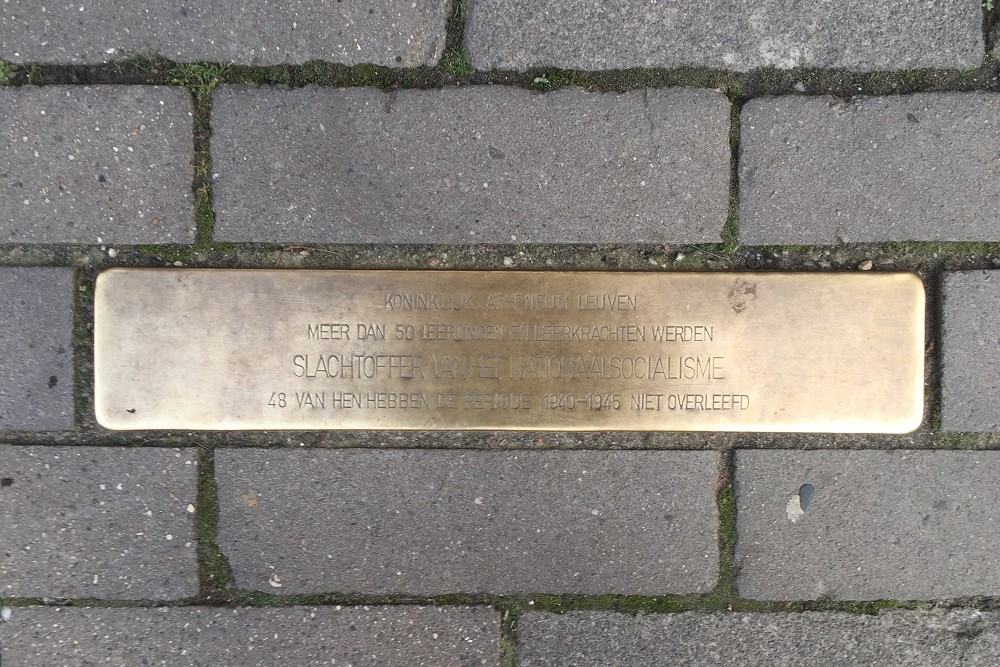 KONINKLIJK ATHENEUM LEUVEN
MEER DAN 50 LEERLINGEN EN LEERKRACHTEN WERDEN
SLACHTOFFER VAN HET NATIONAALSOCIALISME
48 VAN HEN HEBBEN DE PERIODE 1940-1945 NIET OVERLEEFD